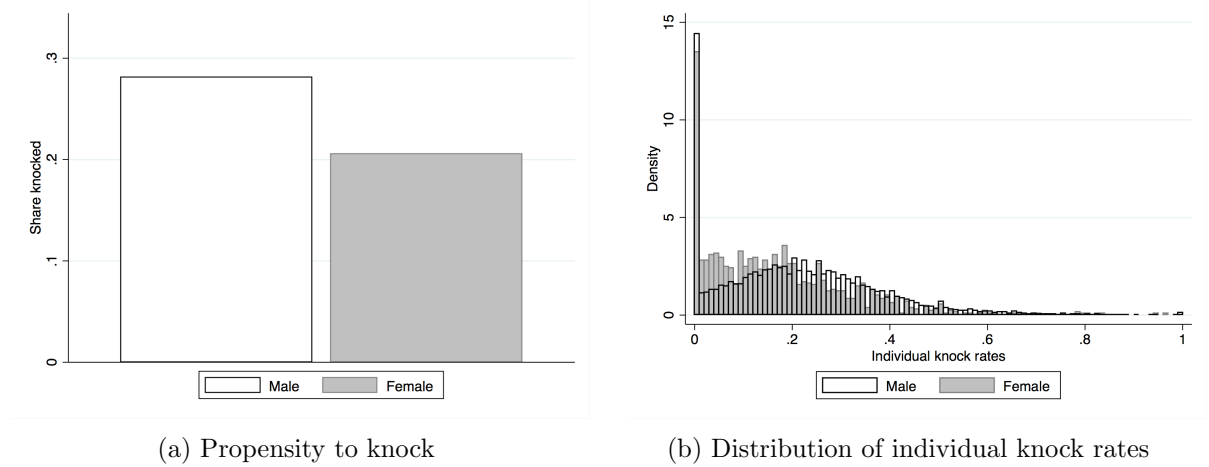 .3
.2
.1
0
Share knocked
Male Female
(a) Propensity to knock
15
10
5
0
Density
0 .2 .4 .6 .8 1
Individual knock rates
Male Female
(b) Distribution of individual knock rates